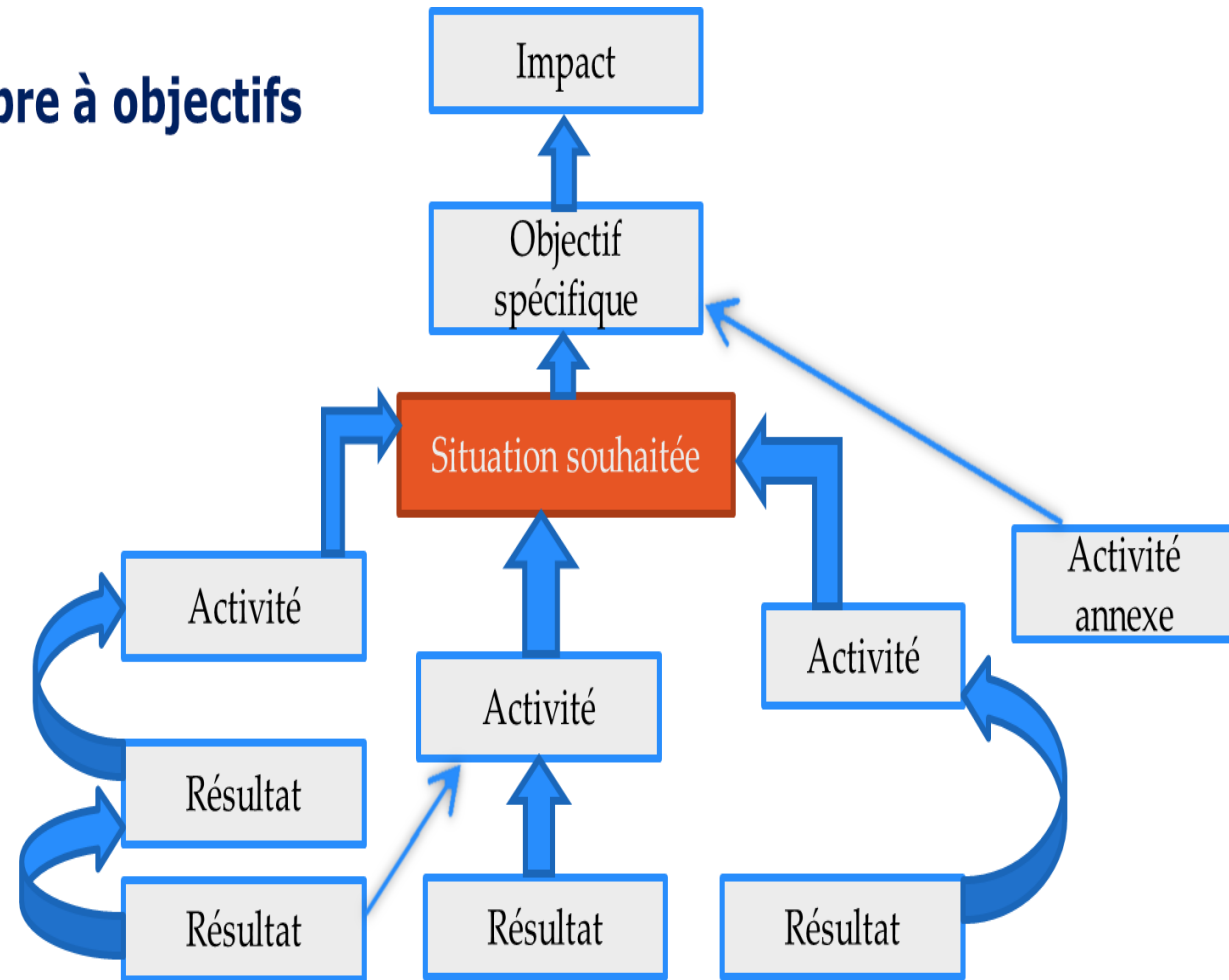 Impact
bre à objectifs
Objectif
spécifique
Situation souhaitée
Activité
annexe
Activité
Activité
Activité
Résultat
Résultat
Résultat
Résultat